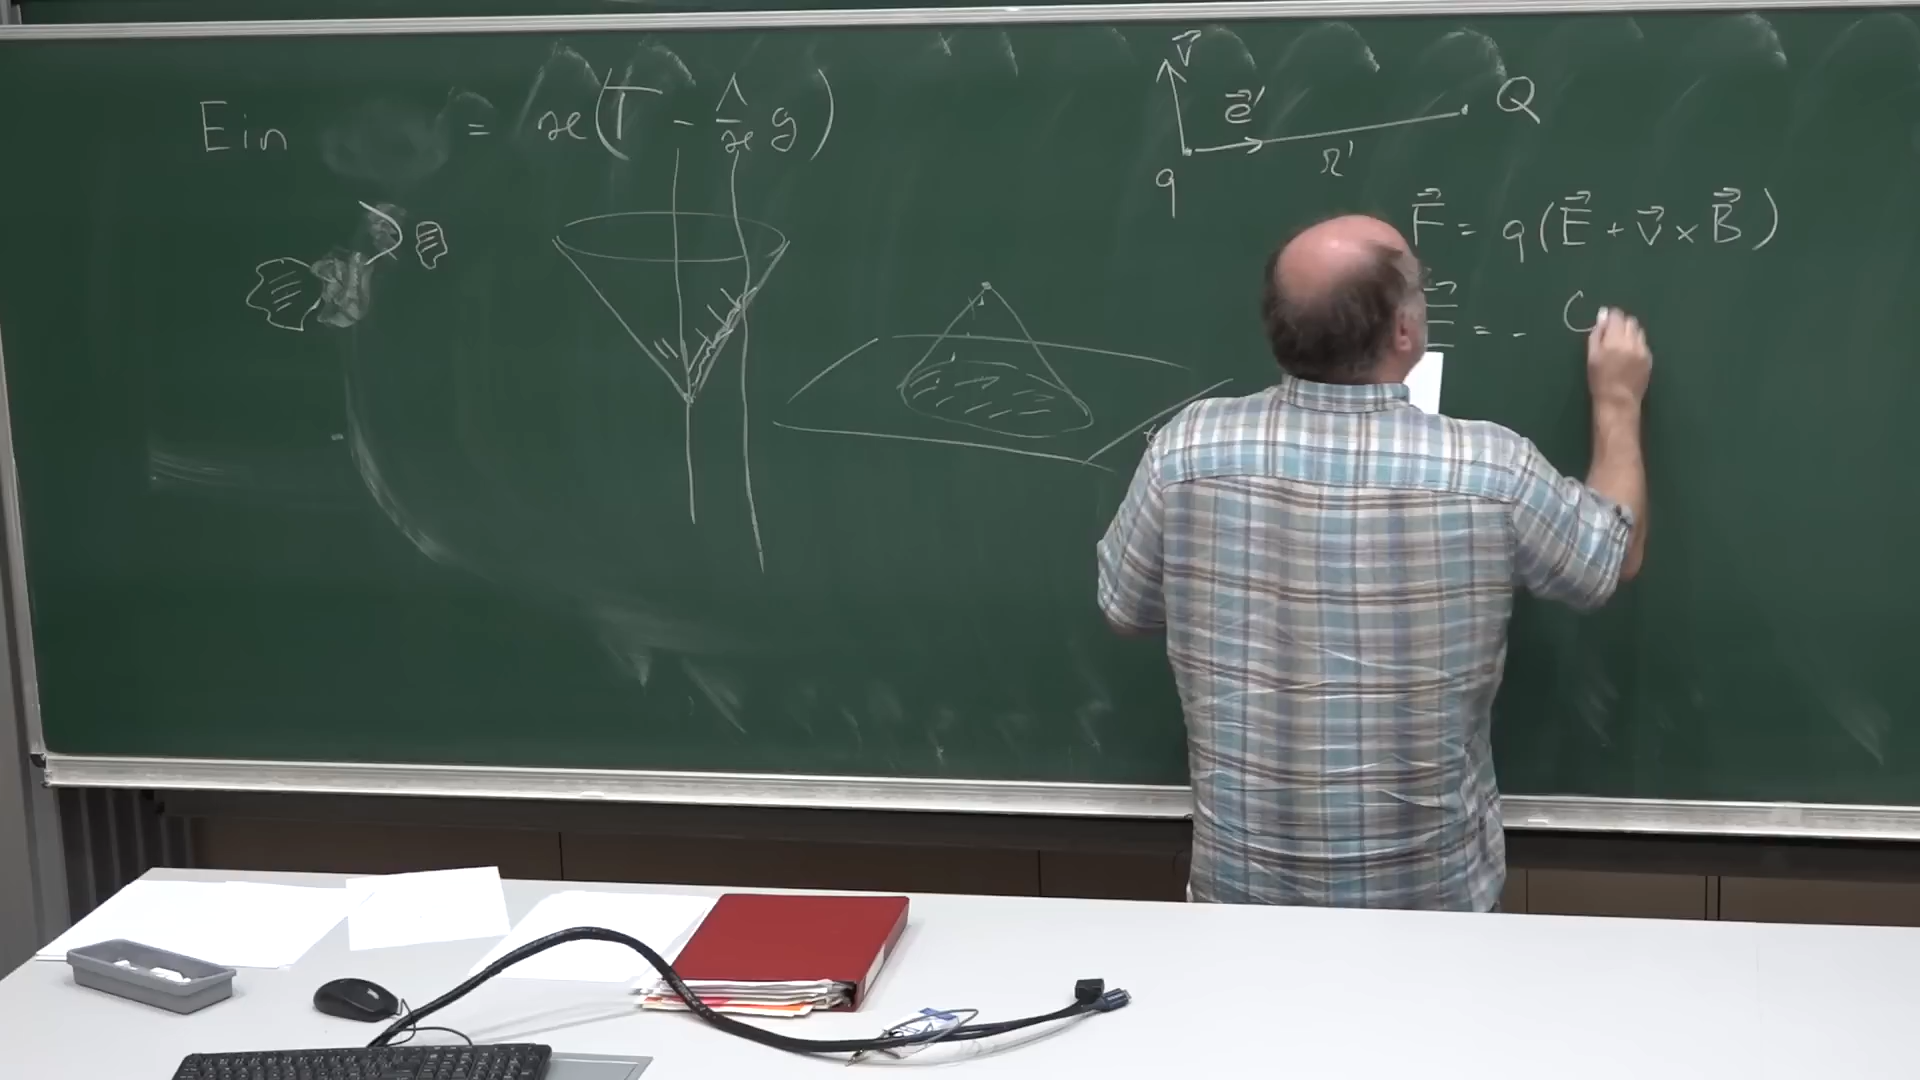 Ein = ϰ(T - Λ/ϰ g)
v⃗
e⃗′ Q
r′
q
F⃗ = q(E⃗ + v⃗ × B⃗)
E⃗ = -